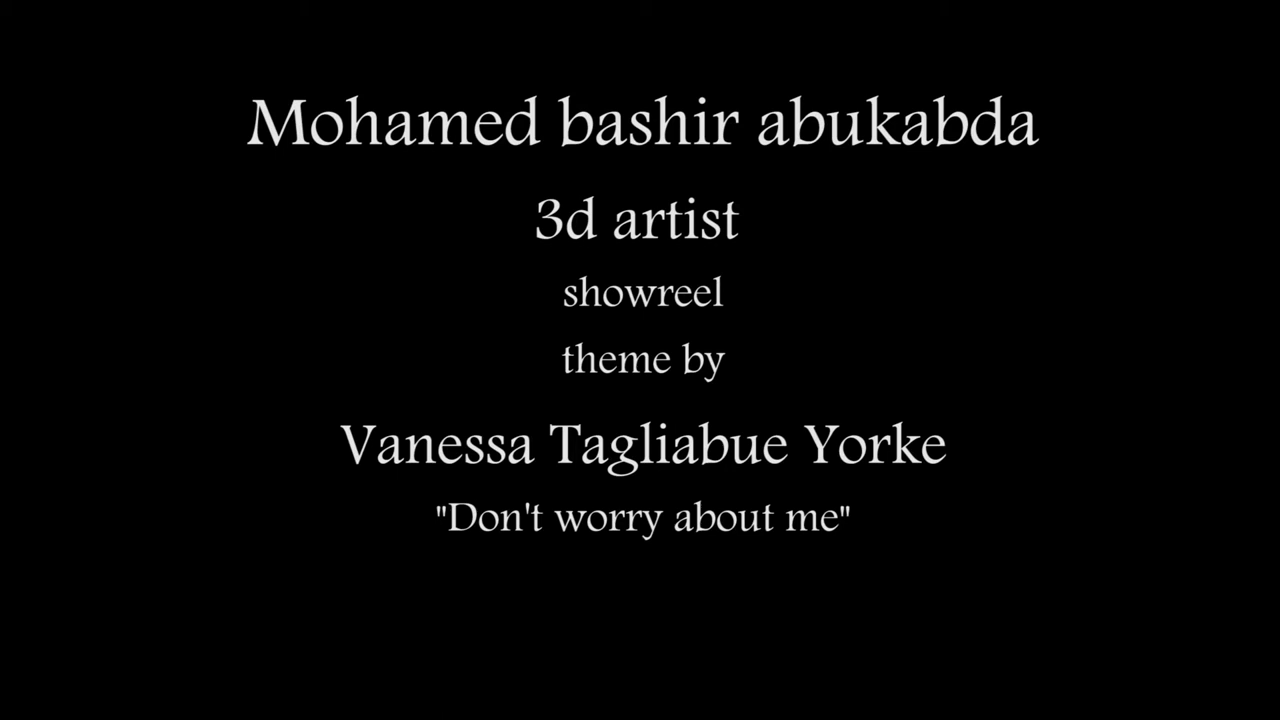 Mohamed bashir abukabda
3d artist
showreel
theme by
Vanessa Tagliabue Yorke
"Don't worry about me"